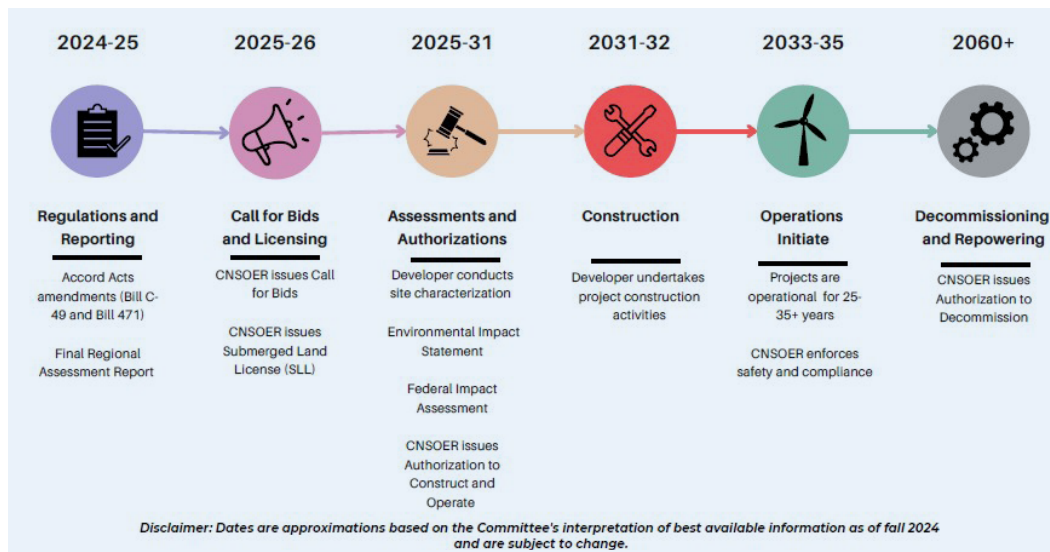 2024-25
2025-26
2025-31
2031-32
2033-35
2060+
Regulations and
Reporting
Accord Acts
amendments (Bill C-
49 and Bill 471)
Final Regional
Assessment Report
Call for Bids
and Licensing
CNSOER issues Call
for Bids
CNSOER issues
Submerged Land
License (SLL)
Assessments and
Authorizations
Developer conducts
site characterization
Environmental Impact
Statement
Federal Impact
Assessment
CNSOER issues
Authorization to
Construct and
Operate
Construction
Developer undertakes
project construction
activities
Operations
Initiate
Projects are
operational for 25-
35+ years
CNSOER enforces
safety and compliance
Decommissioning
and Repowering
CNSOER issues
Authorization to
Decommission
Disclaimer: Dates are approximations based on the Committee's interpretation of best available information as of fall 2024
and are subject to change.